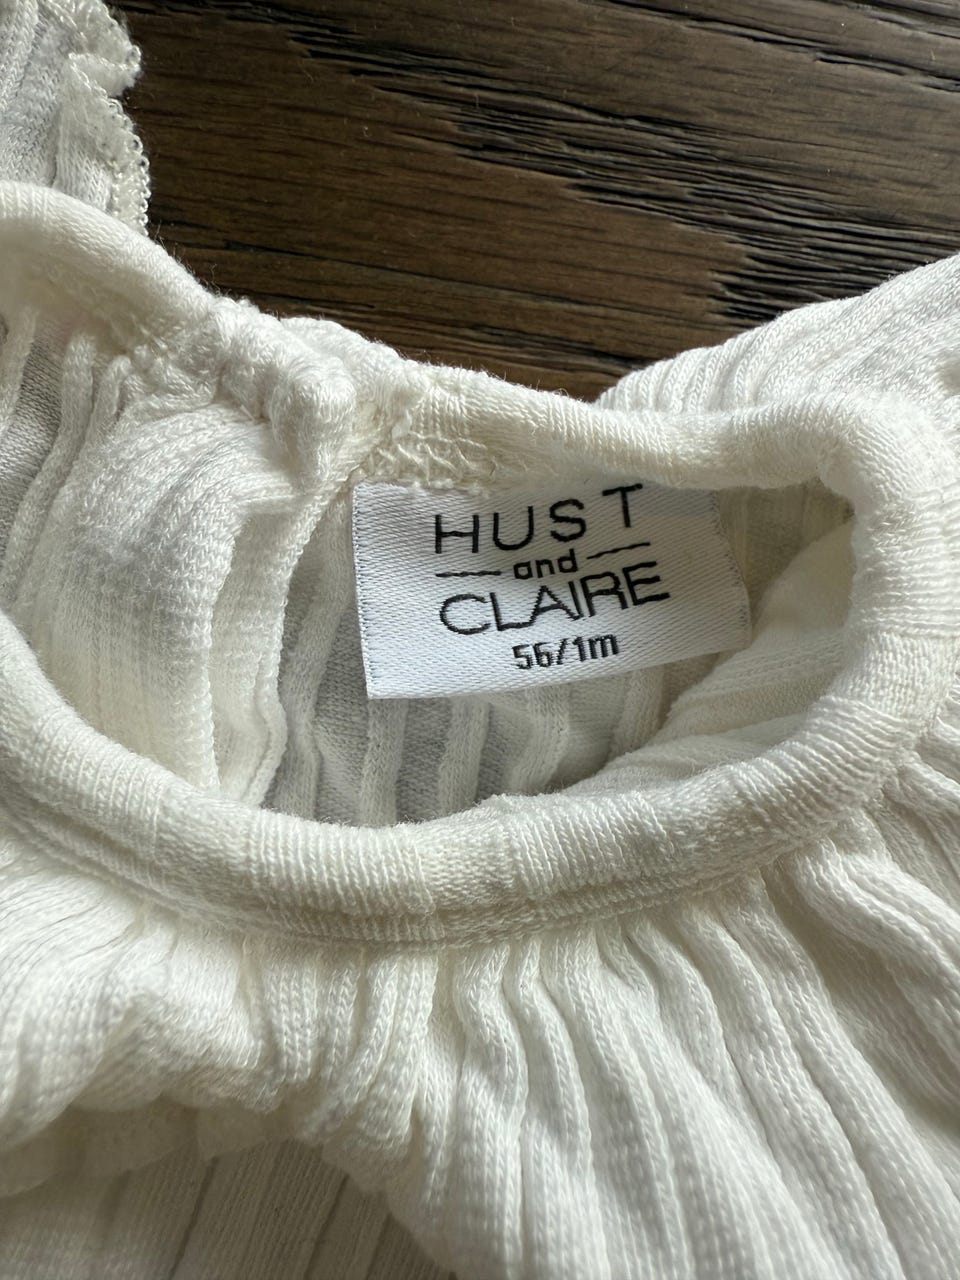 HUST
and
CLAIRE
56/1m